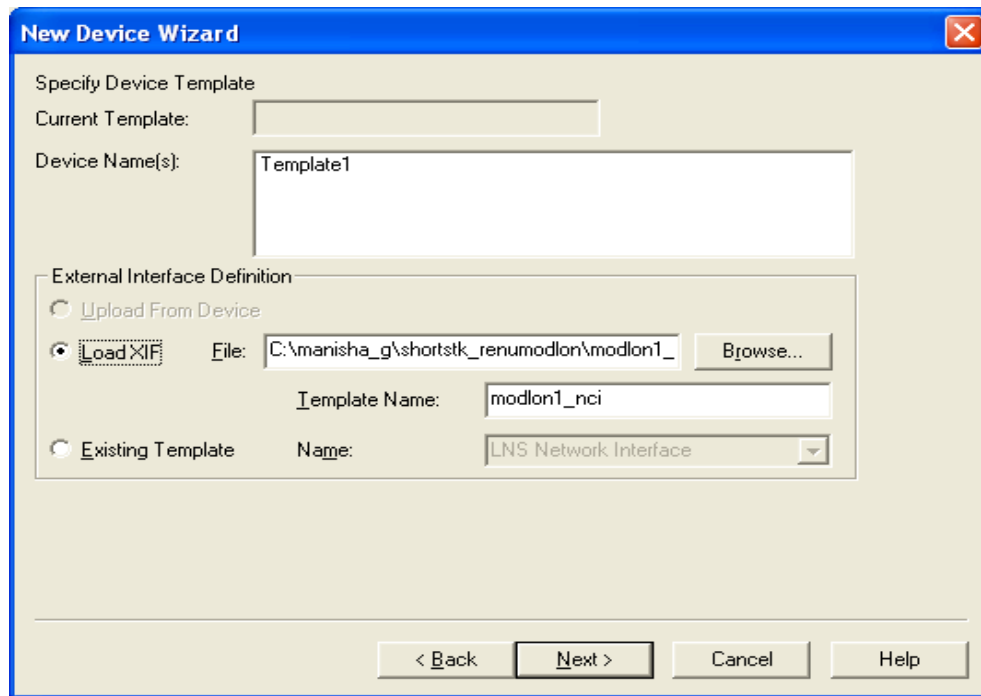 New Device Wizard
Specify Device Template
Current Template:
Device Name(s):
Template1
External Interface Definition
Upload From Device
Load XIF File: C:\manisha_g\shortstk_renumodlon\modlon1_ Browse...
Template Name: modlon1_nci
Existing Template Name: LNS Network Interface
< Back Next > Cancel Help